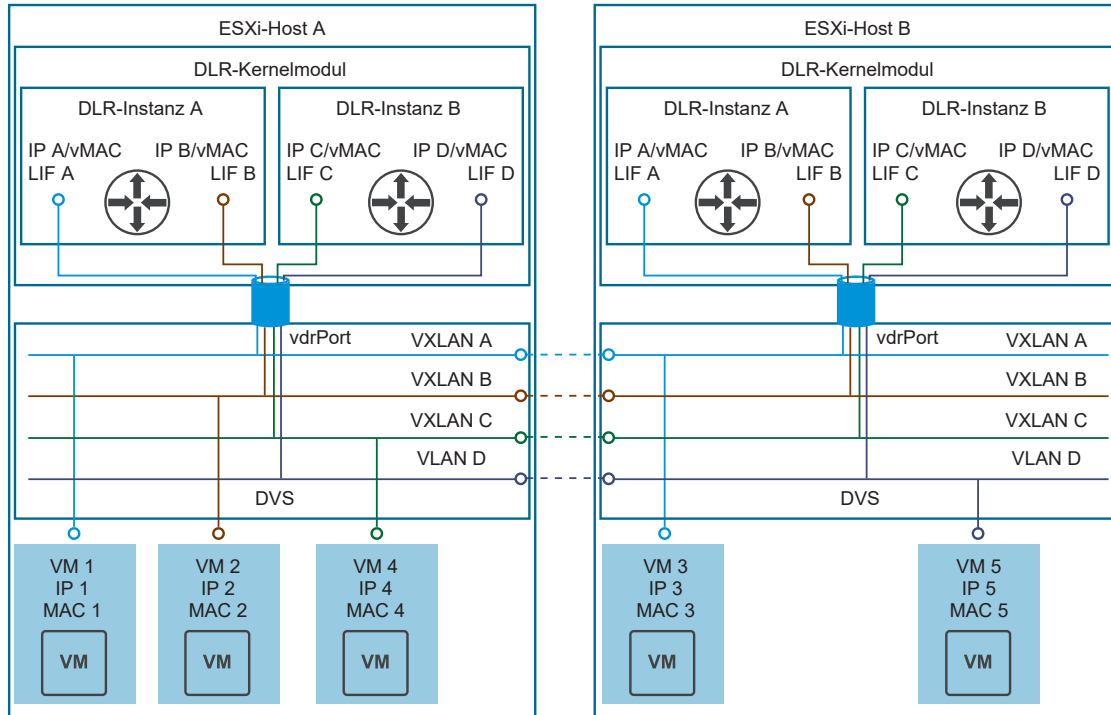 ESXi-Host A
DLR-Kernelmodul
DLR-Instanz A
IP A/vMAC
LIF A
IP B/vMAC
LIF B
DLR-Instanz B
IP C/vMAC
LIF C
IP D/vMAC
LIF D
vdrPort
VXLAN A
VXLAN B
VXLAN C
VLAN D
DVS
VM 1
IP 1
MAC 1
VM
VM 2
IP 2
MAC 2
VM
VM 4
IP 4
MAC 4
VM
ESXi-Host B
DLR-Kernelmodul
DLR-Instanz A
IP A/vMAC
LIF A
IP B/vMAC
LIF B
DLR-Instanz B
IP C/vMAC
LIF C
IP D/vMAC
LIF D
vdrPort
VXLAN A
VXLAN B
VXLAN C
VLAN D
DVS
VM 3
IP 3
MAC 3
VM
VM 5
IP 5
MAC 5
VM